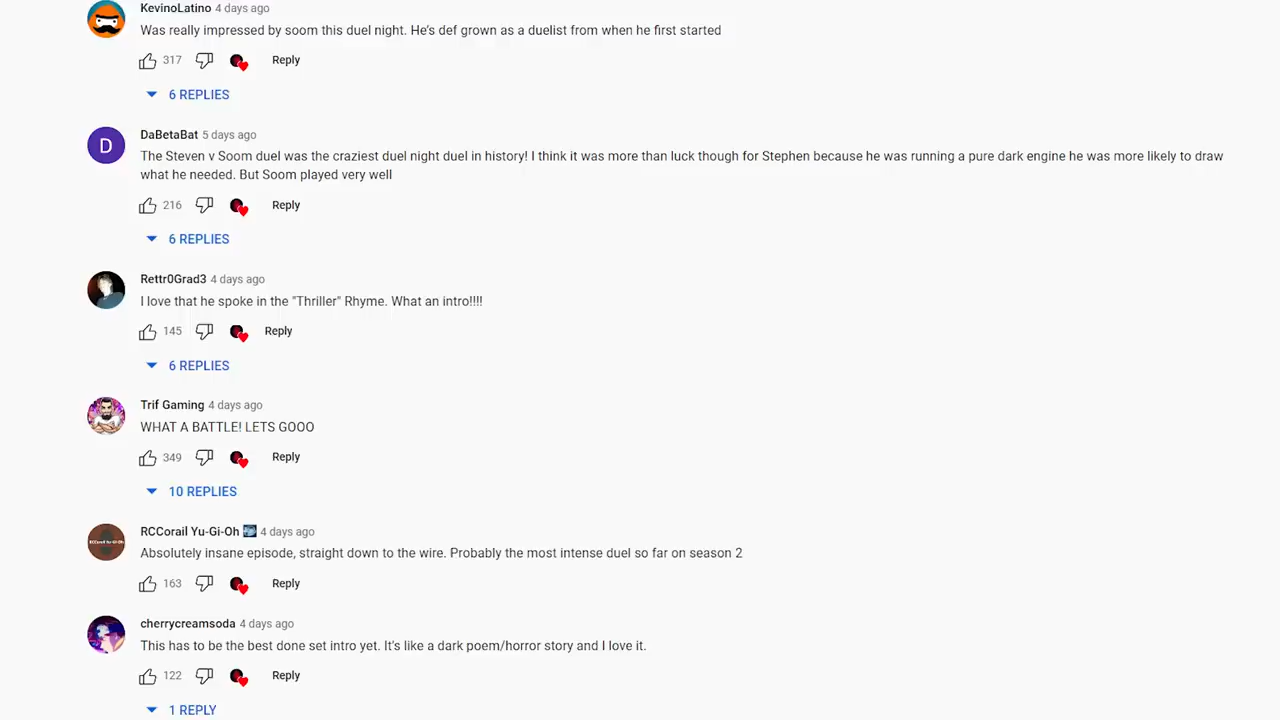 KevinoLatino 4 days ago
Was really impressed by soom this duel night. He's def grown as a duelist from when he first started
317 Reply
6 REPLIES
D
DaBetaBat 5 days ago
The Steven v Soom duel was the craziest duel night duel in history! I think it was more than luck though for Stephen because he was running a pure dark engine he was more likely to draw
what he needed. But Soom played very well
216 Reply
6 REPLIES
Rettr0Grad3 4 days ago
I love that he spoke in the "Thriller" Rhyme. What an intro!!!!
145 Reply
6 REPLIES
Trif Gaming 4 days ago
WHAT A BATTLE! LETS GOOO
349 Reply
10 REPLIES
RCCorail Yu-Gi-Oh 4 days ago
RCCorail Yu-Gi-Oh
Absolutely insane episode, straight down to the wire. Probably the most intense duel so far on season 2
163 Reply
cherrycreamsoda 4 days ago
This has to be the best done set intro yet. It's like a dark poem/horror story and I love it.
122 Reply
1 REPLY